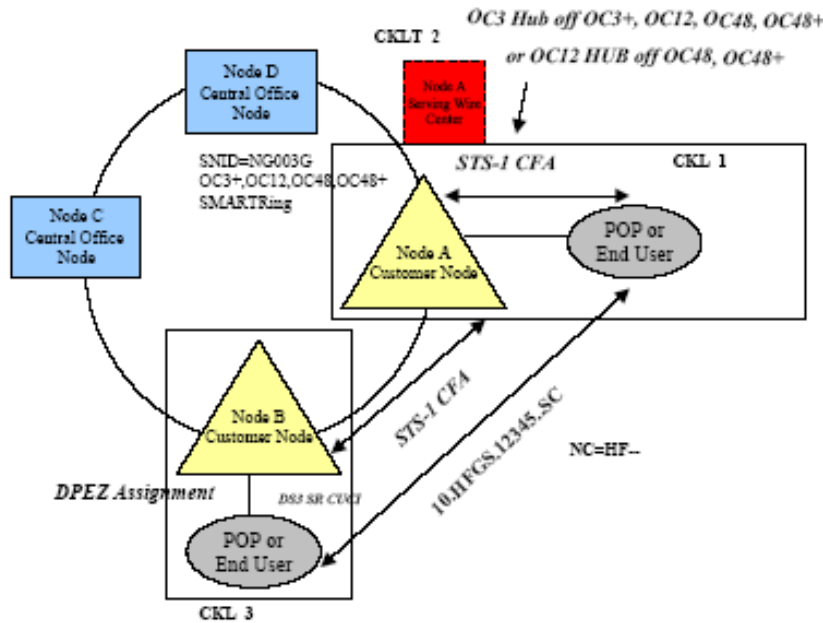 OC3 Hub off OC3+, OC12, OC48, OC48+
or OC12 HUB off OC48, OC48+
CKLT 2
Node D
Central Office
Node
Node A
Serving Wire
Center
SNID=NG003G
OC3+,OC12,OC48,OC48+
SMARTRing
STS-1 CFA
CKL 1
Node C
Central Office
Node
Node A
Customer Node
POP or
End User
Node B
Customer Node
STS-1 CFA
10.HFGS.12345..SC
NC=HF--
DPEZ Assignment
DS3 SR CUCI
POP or
End User
CKL 3